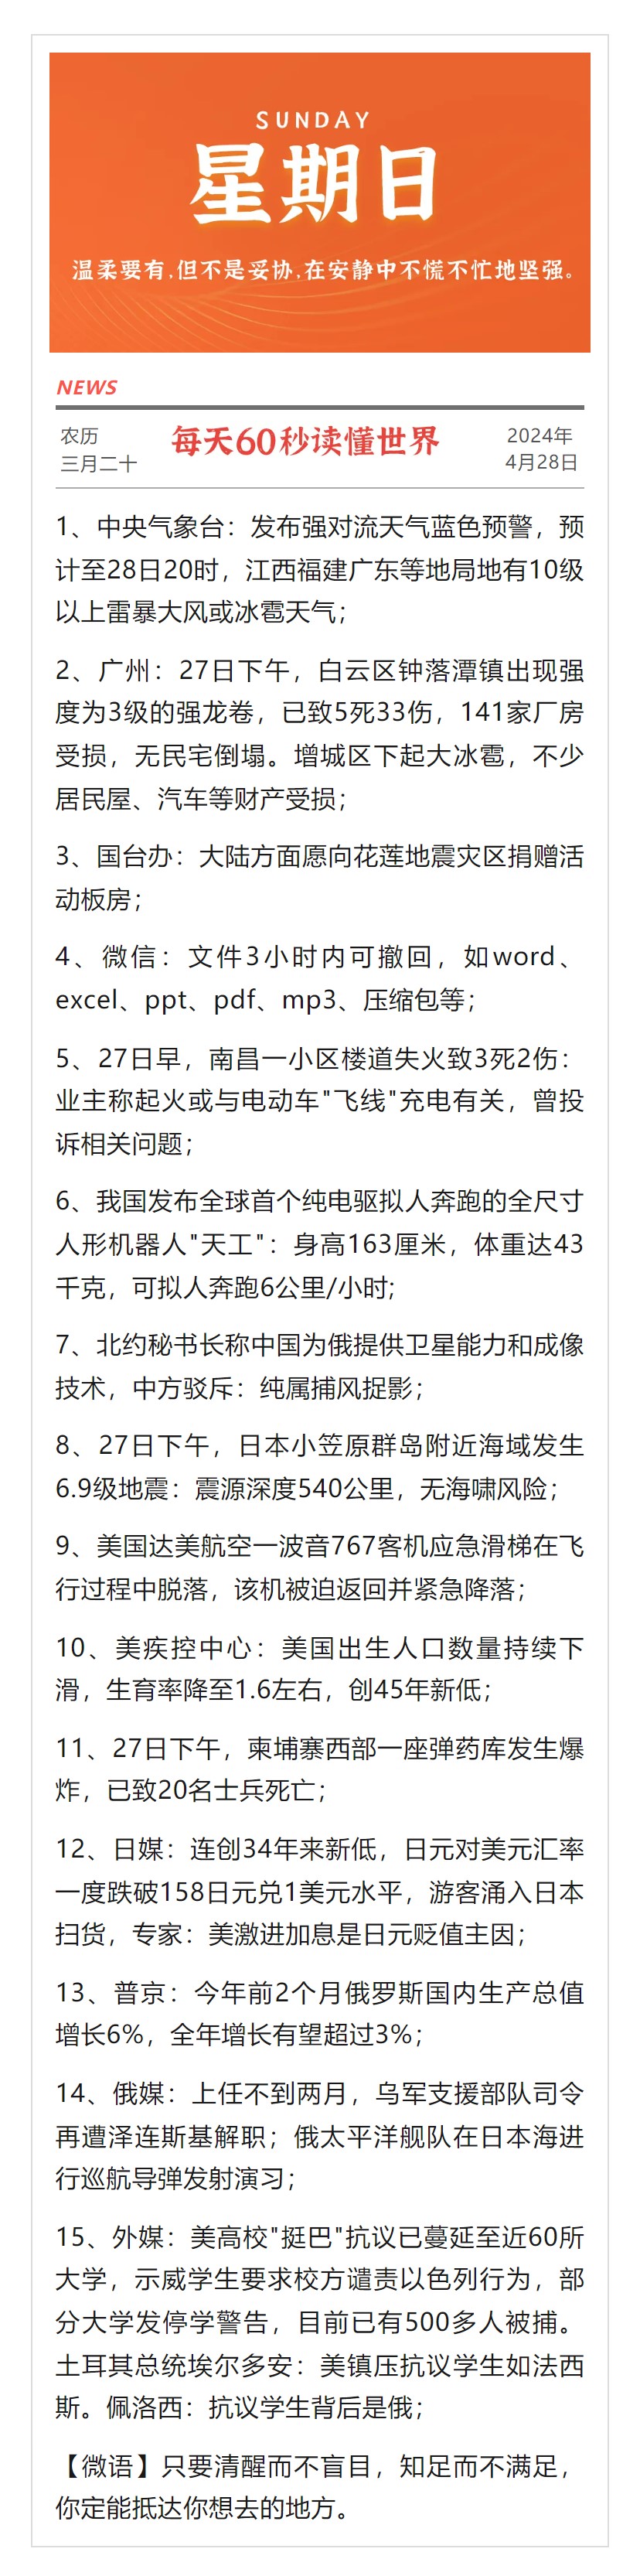 SUNDAY
星期日
温柔要有,但不是妥协,在安静中不慌不忙地坚强。
NEWS
农历
三月二十
每天60秒读懂世界
2024年
4月28日
1、中央气象台：发布强对流天气蓝色预警，预
计至28日20时，江西福建广东等地局地有10级
以上雷暴大风或冰雹天气；
2、广州：27日下午，白云区钟落潭镇出现强
度为3级的强龙卷，已致5死33伤，141家厂房
受损，无民宅倒塌。增城区下起大冰雹，不少
居民屋、汽车等财产受损；
3、国台办：大陆方面愿向花莲地震灾区捐赠活
动板房；
4、微信：文件3小时内可撤回，如word、
excel、ppt、pdf、mp3、压缩包等；
5、27日早，南昌一小区楼道失火致3死2伤：
业主称起火或与电动车"飞线"充电有关，曾投
诉相关问题；
6、我国发布全球首个纯电驱拟人奔跑的全尺寸
人形机器人"天工"：身高163厘米，体重达43
千克，可拟人奔跑6公里/小时;
7、北约秘书长称中国为俄提供卫星能力和成像
技术，中方驳斥：纯属捕风捉影；
8、27日下午，日本小笠原群岛附近海域发生
6.9级地震：震源深度540公里，无海啸风险；
9、美国达美航空一波音767客机应急滑梯在飞
行过程中脱落，该机被迫返回并紧急降落；
10、美疾控中心：美国出生人口数量持续下
滑，生育率降至1.6左右，创45年新低；
11、27日下午，柬埔寨西部一座弹药库发生爆
炸，已致20名士兵死亡；
12、日媒：连创34年来新低，日元对美元汇率
一度跌破158日元兑1美元水平，游客涌入日本
扫货，专家：美激进加息是日元贬值主因；
13、普京：今年前2个月俄罗斯国内生产总值
增长6%，全年增长有望超过3%；
14、俄媒：上任不到两月，乌军支援部队司令
再遭泽连斯基解职；俄太平洋舰队在日本海进
行巡航导弹发射演习；
15、外媒：美高校"挺巴"抗议已蔓延至近60所
大学，示威学生要求校方谴责以色列行为，部
分大学发停学警告，目前已有500多人被捕。
土耳其总统埃尔多安：美镇压抗议学生如法西
斯。佩洛西：抗议学生背后是俄；
【微语】只要清醒而不盲目，知足而不满足，
你定能抵达你想去的地方。